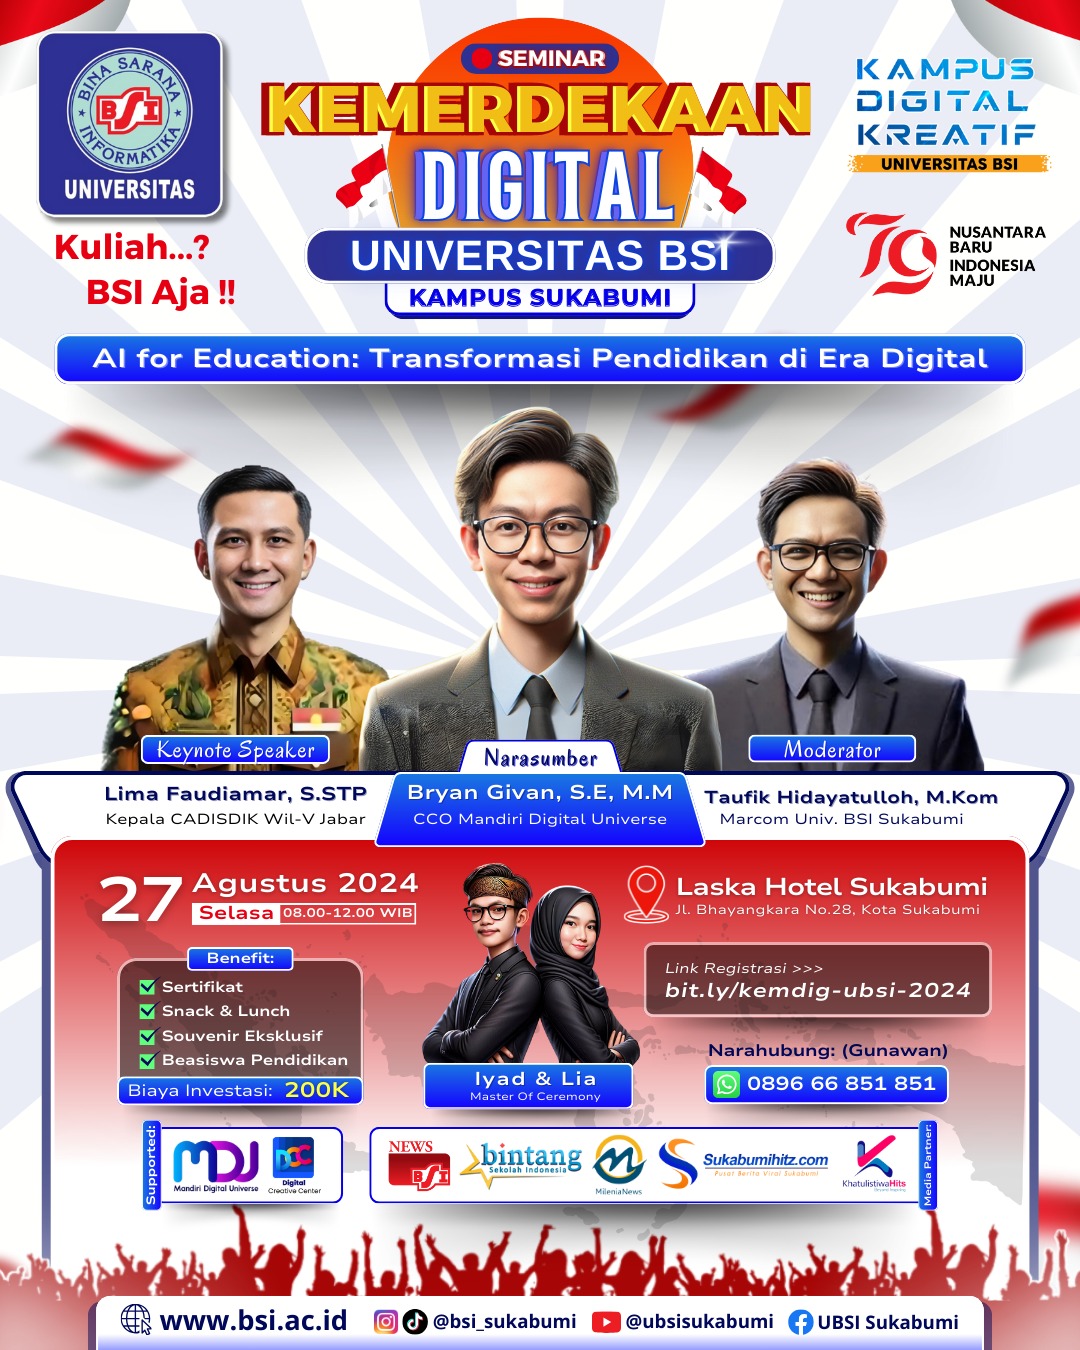 BINA SARANA
BSI
INFORMATIKA
UNIVERSITAS
Kuliah...?
BSI Aja !!
SEMINAR
KEMERDEKAAN
DIGITAL
UNIVERSITAS BSI
KAMPUS SUKABUMI
KAMPUS
DIGITAL
KREATIF
UNIVERSITAS BSI
79
NUSANTARA
BARU
INDONESIA
MAJU
AI for Education: Transformasi Pendidikan di Era Digital
Keynote Speaker
Lima Faudiamar, S.STP
Kepala CADISDIK Wil-V Jabar
Narasumber
Bryan Givan, S.E, M.M
CCO Mandiri Digital Universe
Moderator
Taufik Hidayatulloh, M.Kom
Marcom Univ. BSI Sukabumi
27 Agustus 2024
Selasa 08.00-12.00 WIB
Laska Hotel Sukabumi
Jl. Bhayangkara No.28, Kota Sukabumi
Benefit:
Sertifikat
Snack & Lunch
Souvenir Eksklusif
Beasiswa Pendidikan
Biaya Investasi: 200K
Iyad & Lia
Master Of Ceremony
Link Registrasi >>>
bit.ly/kemdig-ubsi-2024
Narahubung: (Gunawan)
0896 66 851 851
Supported:
MDU
Mandiri Digital Universe
DCC
Digital
Creative Center
NEWS
BSI
bintang
Sekolah Indonesia
MileniaNews
Sukabumihitz.com
Pusat Berita Viral Sukabumi
KhatulistiwaHits
Media Partner:
www.bsi.ac.id
@bsi_sukabumi
@ubsisukabumi
UBSI Sukabumi